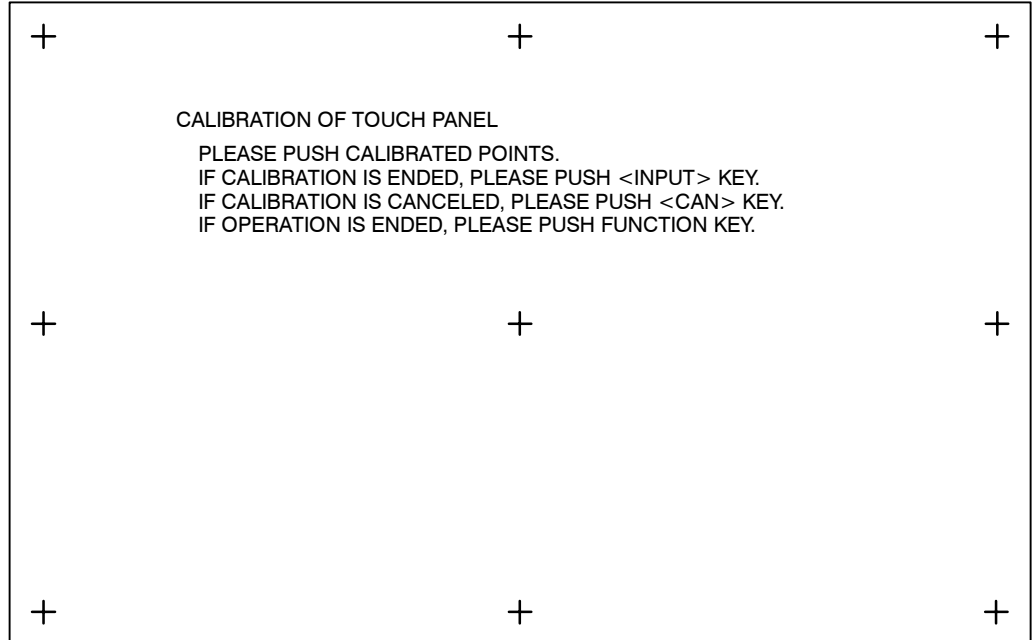 CALIBRATION OF TOUCH PANEL
PLEASE PUSH CALIBRATED POINTS.
IF CALIBRATION IS ENDED, PLEASE PUSH <INPUT> KEY.
IF CALIBRATION IS CANCELED, PLEASE PUSH <CAN> KEY.
IF OPERATION IS ENDED, PLEASE PUSH FUNCTION KEY.